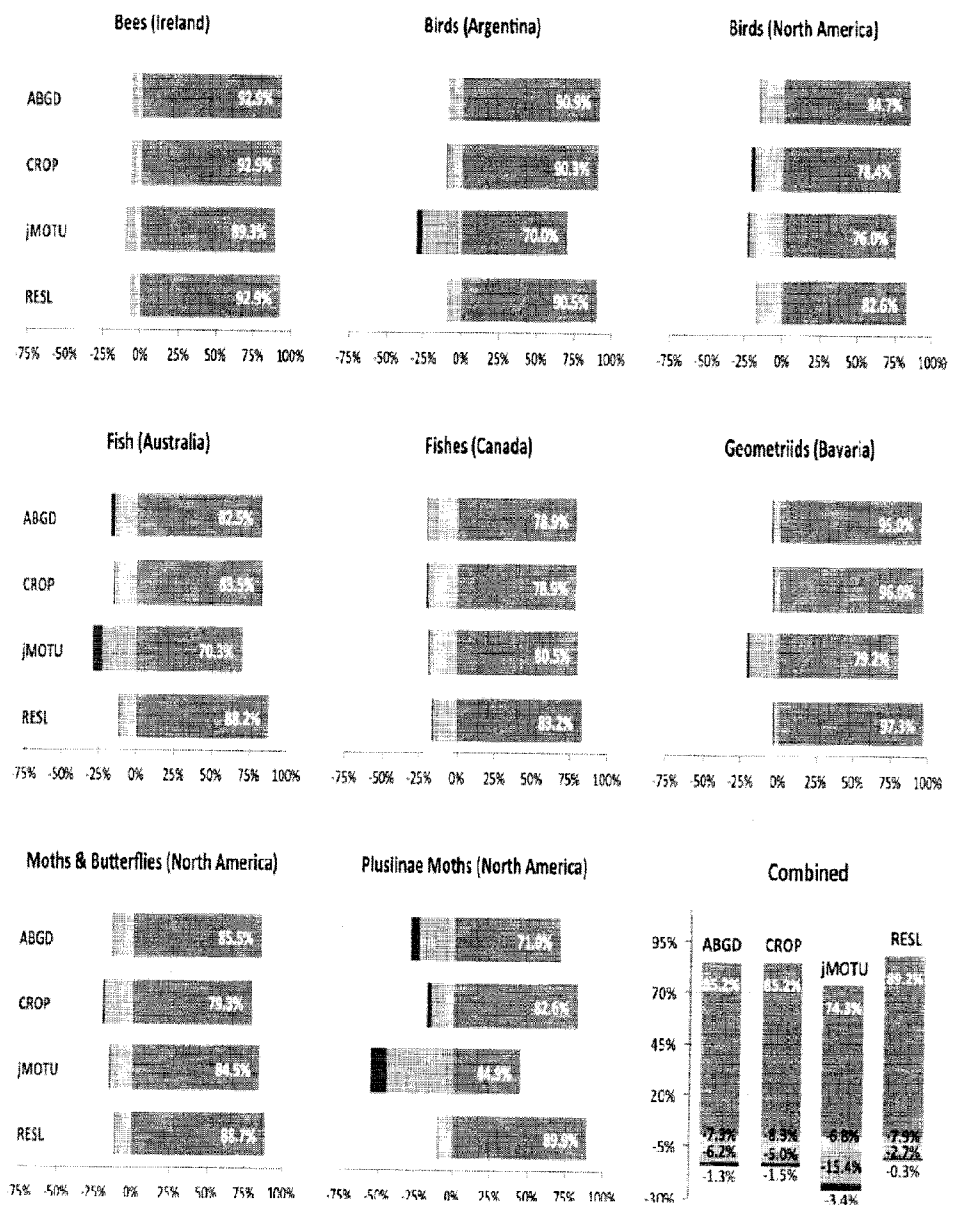 Bees (Ireland)
ABGD 92.9%
CROP 92.9%
jMOTU 89.3%
RESL 92.9%
-75% -50% -25% 0% 25% 50% 75% 100%
Birds (Argentina)
90.9%
90.3%
70.0%
90.5%
-75% -50% -25% 0% 25% 50% 75% 100%
Birds (North America)
84.7%
78.4%
76.0%
82.6%
-75% -50% -25% 0% 25% 50% 75% 100%
Fish (Australia)
ABGD 82.5%
CROP 83.5%
jMOTU 70.3%
RESL 88.2%
-75% -50% -25% 0% 25% 50% 75% 100%
Fishes (Canada)
78.9%
78.9%
80.5%
83.2%
-75% -50% -25% 0% 25% 50% 75% 100%
Geometriids (Bavaria)
95.0%
96.0%
79.2%
97.3%
-75% -50% -25% 0% 25% 50% 75% 100%
Moths & Butterflies (North America)
ABGD 85.5%
CROP
jMOTU 84.5%
RESL
-75% -50% -25% 0% 25% 50% 75% 100%
Plusiinae Moths (North America)
82.6%
89.9%
-75% -50% -25% 0% 25% 50% 75% 100%
Combined
95%
70%
45%
20%
-5%
-30%
ABGD CROP jMOTU RESL
85.2% 85.2% 74.3%
-7.3% -8.3% -6.8% -7.9%
-6.2% -5.0% -15.4% -2.7%
-1.3% -1.5% -3.4% -0.3%